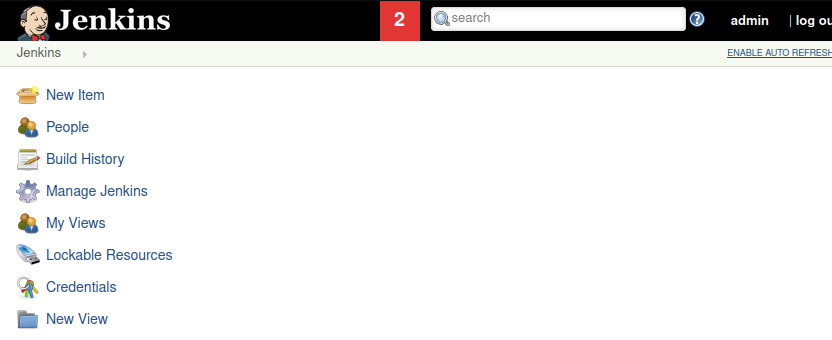 Jenkins 2 search ? admin | log ou
Jenkins ENABLE AUTO REFRESH
New Item
People
Build History
Manage Jenkins
My Views
Lockable Resources
Credentials
New View